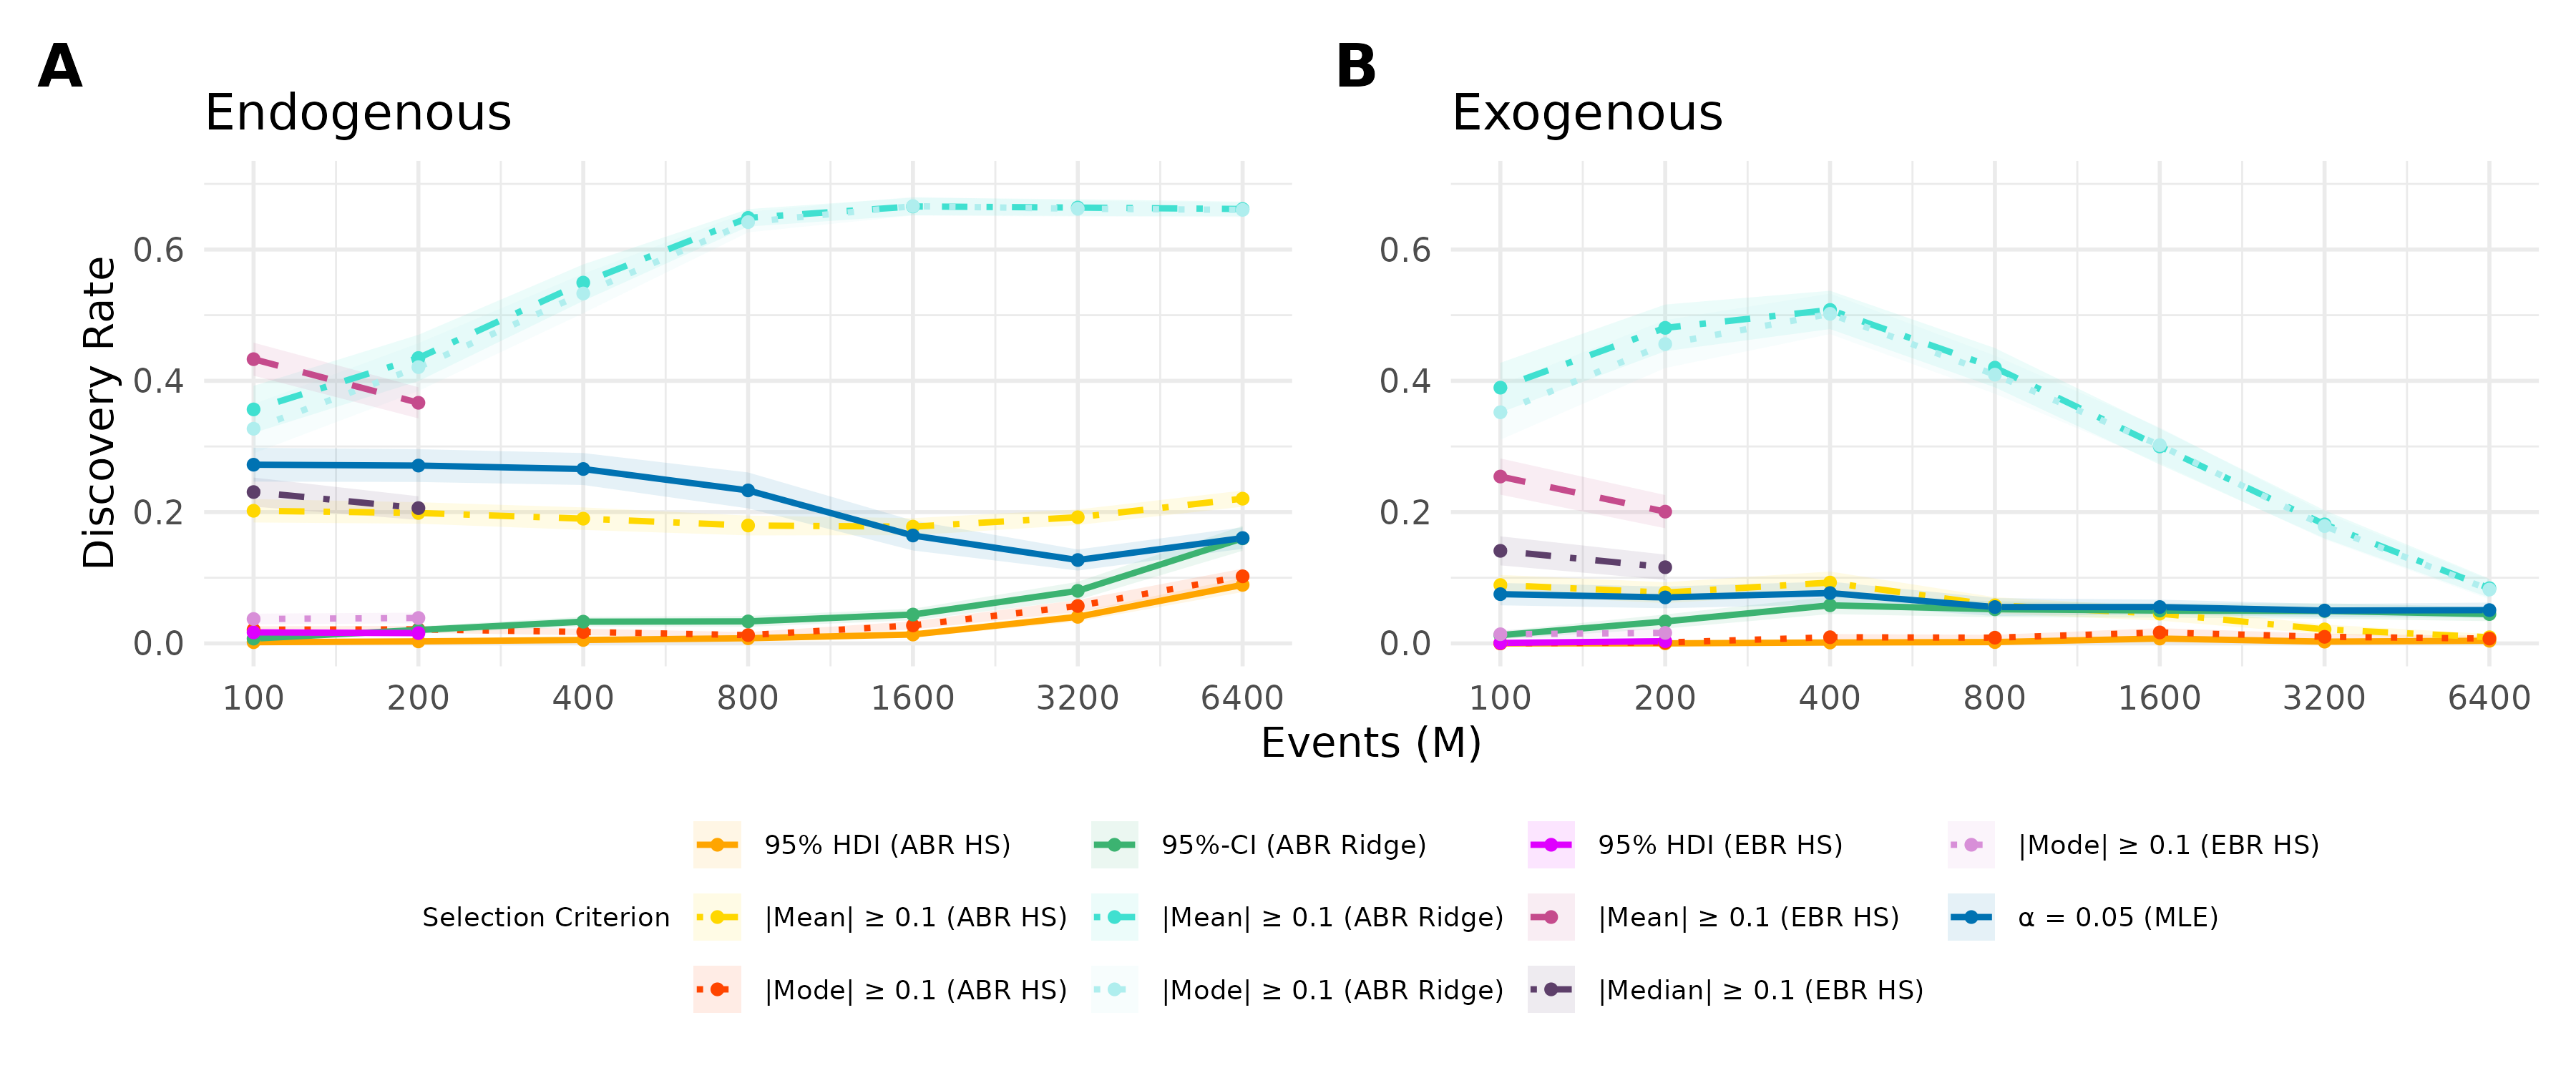 A
B
Endogenous
Exogenous
Discovery Rate
0.6
0.4
0.2
0.0
0.6
0.4
0.2
0.0
100 200 400 800 1600 3200 6400
100 200 400 800 1600 3200 6400
Events (M)
Selection Criterion
95% HDI (ABR HS)
|Mean| ≥ 0.1 (ABR HS)
|Mode| ≥ 0.1 (ABR HS)
95%-CI (ABR Ridge)
|Mean| ≥ 0.1 (ABR Ridge)
|Mode| ≥ 0.1 (ABR Ridge)
95% HDI (EBR HS)
|Mean| ≥ 0.1 (EBR HS)
|Median| ≥ 0.1 (EBR HS)
|Mode| ≥ 0.1 (EBR HS)
α = 0.05 (MLE)